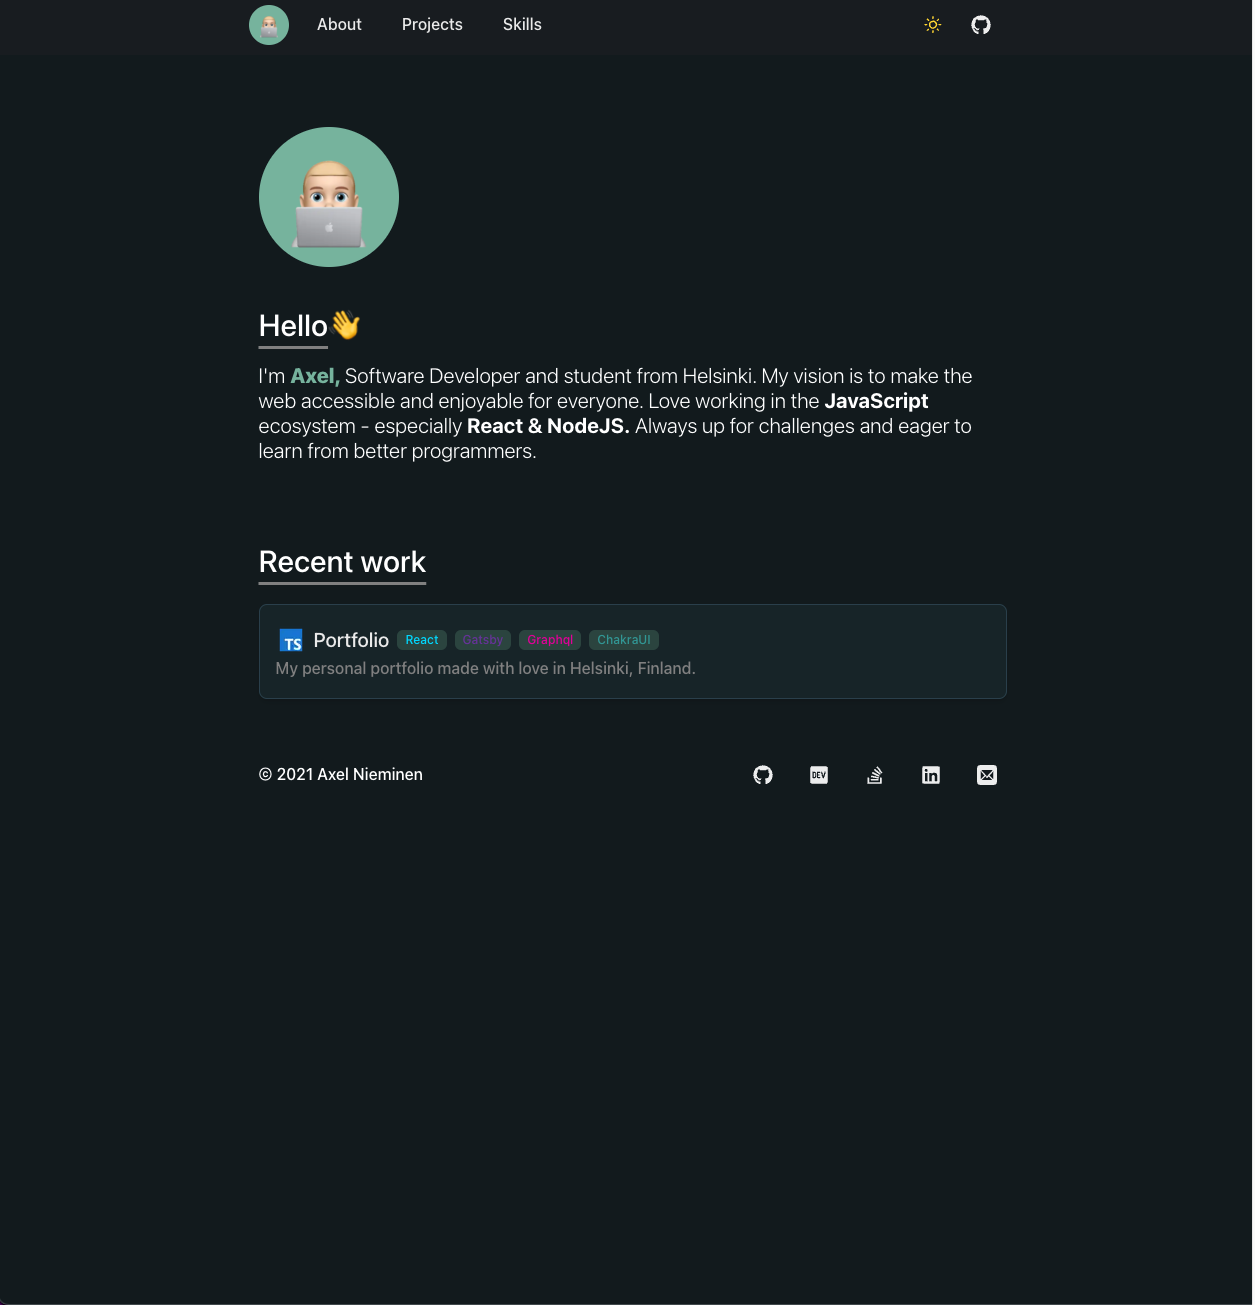 About Projects Skills
Hello👋
I'm Axel, Software Developer and student from Helsinki. My vision is to make the
web accessible and enjoyable for everyone. Love working in the JavaScript
ecosystem - especially React & NodeJS. Always up for challenges and eager to
learn from better programmers.
Recent work
TS Portfolio React Gatsby Graphql ChakraUI
My personal portfolio made with love in Helsinki, Finland.
© 2021 Axel Nieminen DEV in